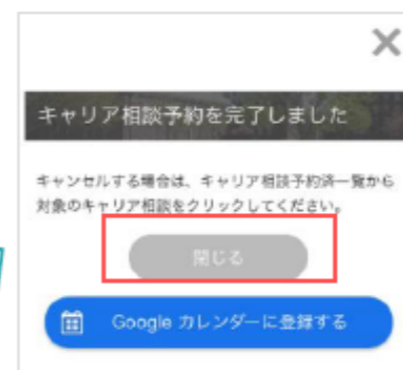 キャリア相談予約を完了しました
キャンセルする場合は、キャリア相談予約済一覧から
対象のキャリア相談をクリックしてください。
閉じる
Google カレンダーに登録する